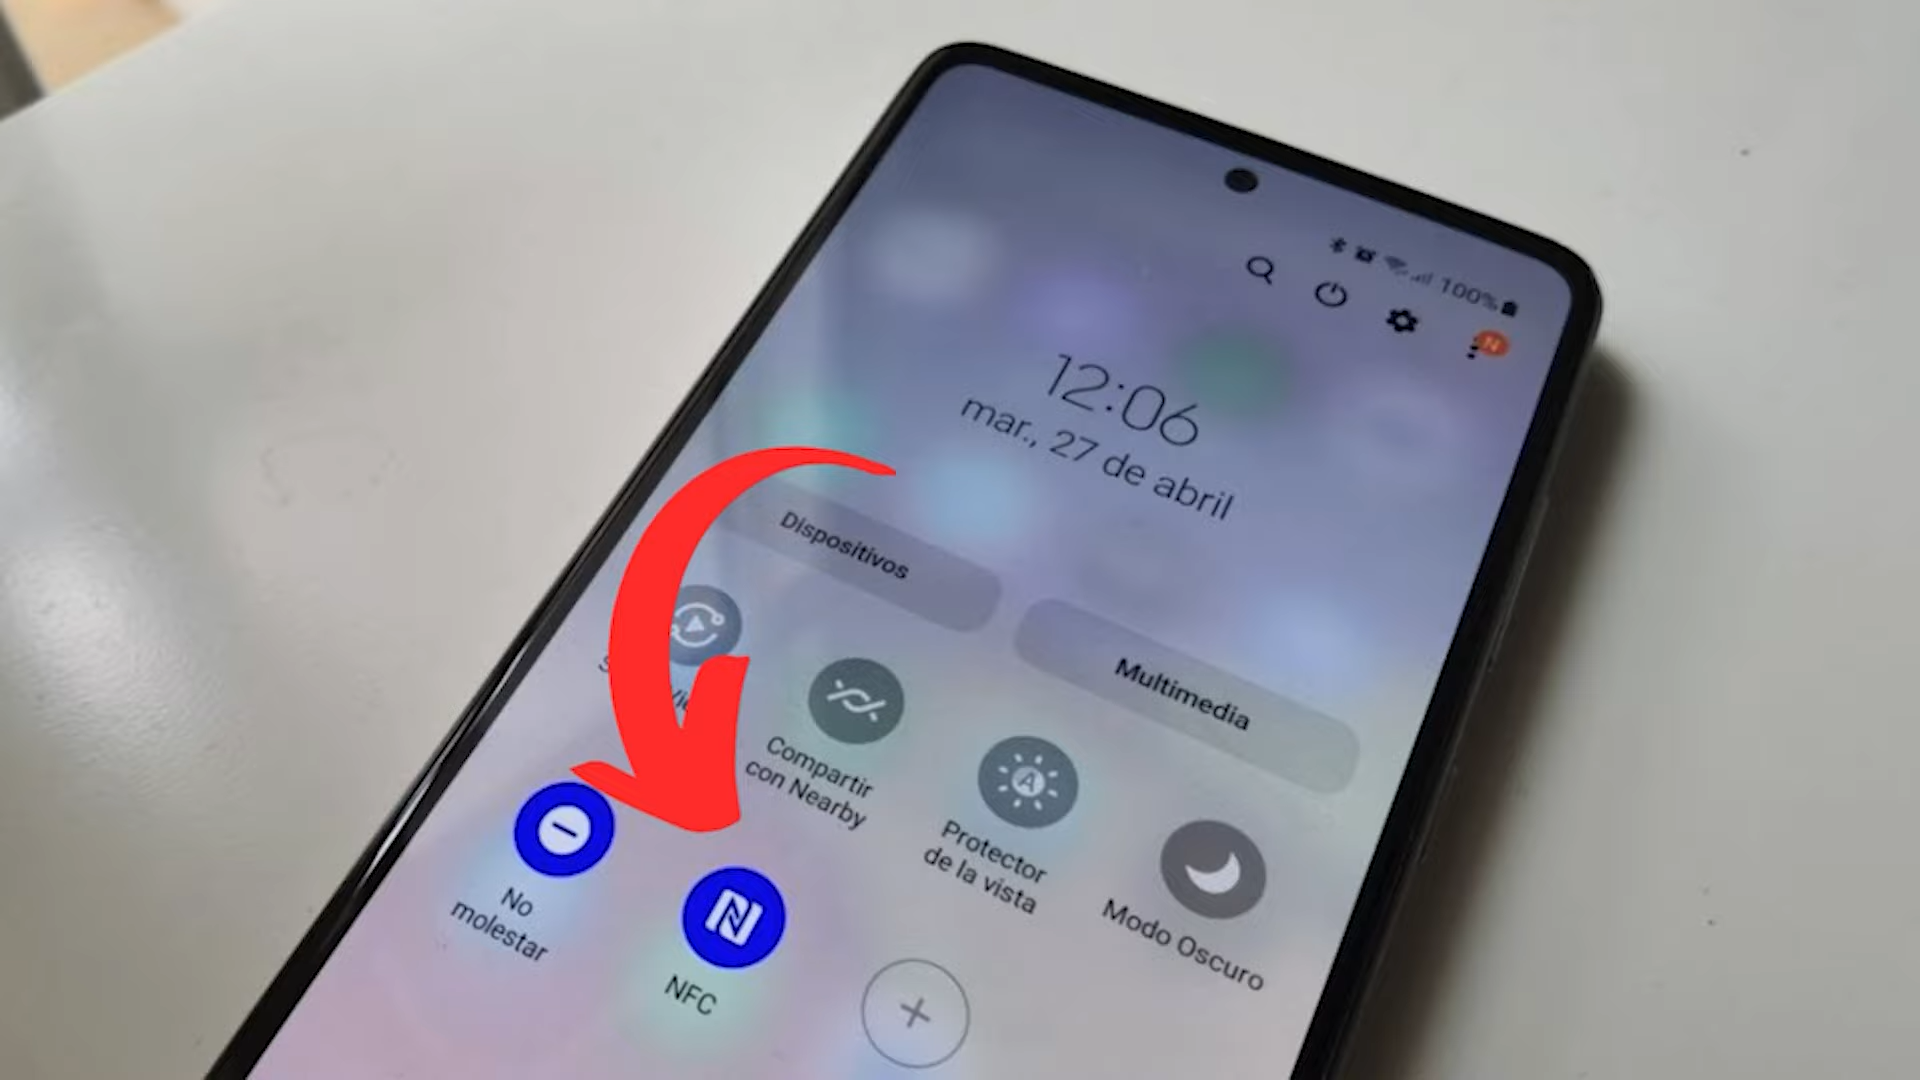 100%
N
12:06
mar., 27 de abril
Dispositivos
Multimedia
Compartir
con Nearby
Protector
de la vista
A
Modo Oscuro
No
molestar
NFC